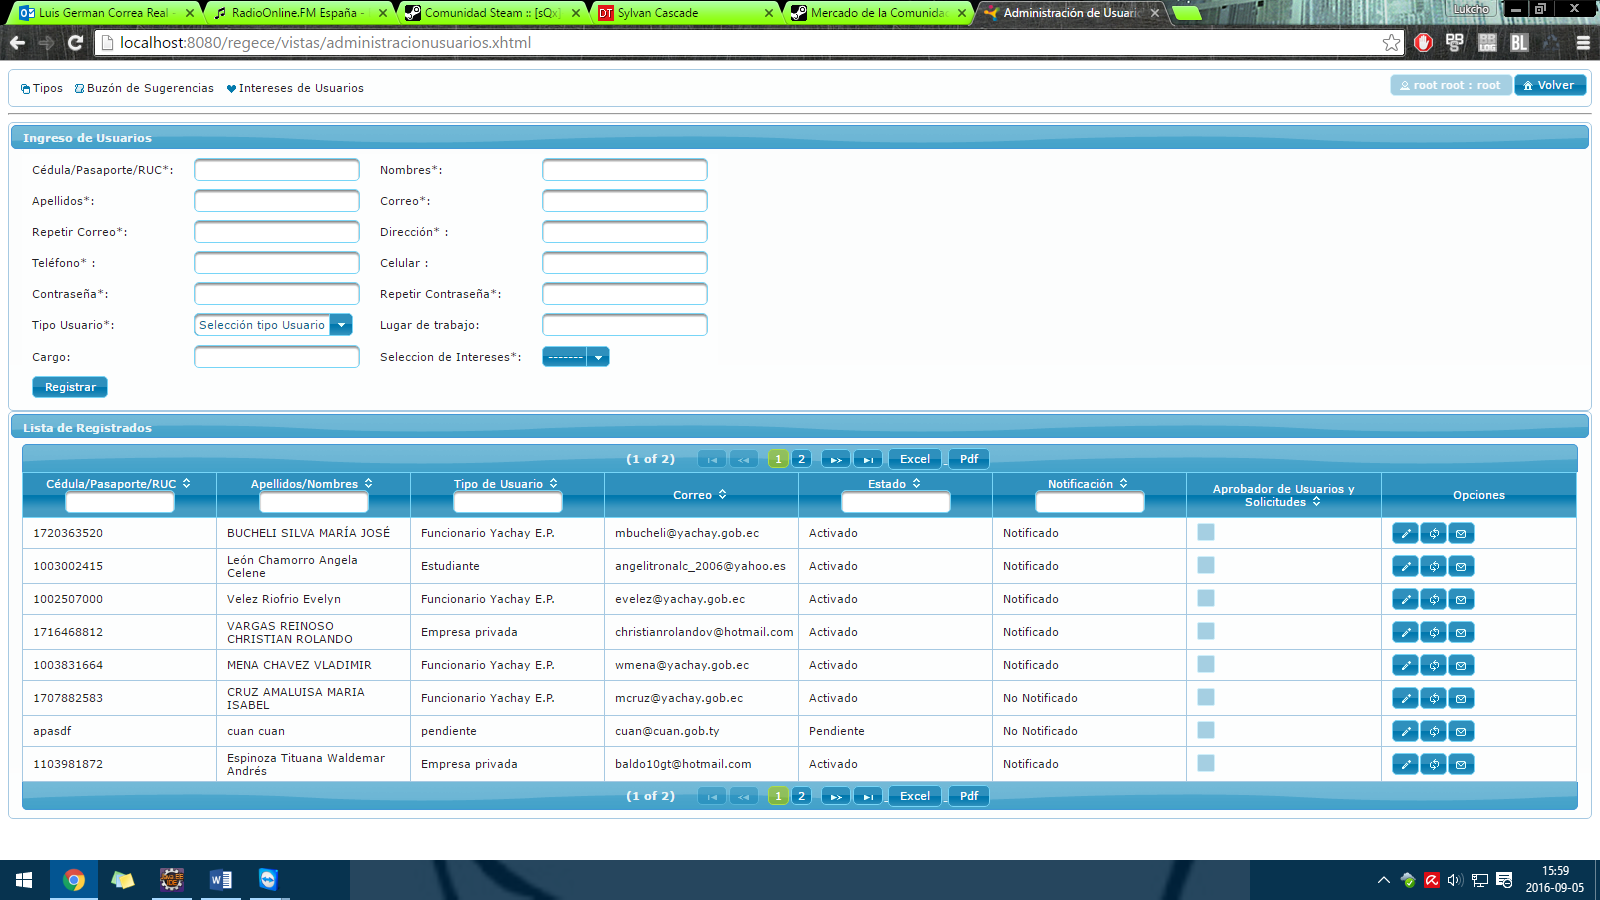 Luis German Correa Real -
RadioOnline.FM España -
Comunidad Steam :: [sQx]
DT Sylvan Cascade
Mercado de la Comunidad
Administración de Usuari
Lukcho
localhost:8080/regece/vistas/administracionusuarios.xhtml
BL
Tipos Buzón de Sugerencias Intereses de Usuarios
root root : root Volver
Ingreso de Usuarios
Cédula/Pasaporte/RUC*: Nombres*:
Apellidos*: Correo*:
Repetir Correo*: Dirección* :
Teléfono* : Celular :
Contraseña*: Repetir Contraseña*:
Tipo Usuario*: Selección tipo Usuario Lugar de trabajo:
Cargo: Seleccion de Intereses*: -------
Registrar
Lista de Registrados
(1 of 2) 1 2 Excel Pdf
Cédula/Pasaporte/RUC Apellidos/Nombres Tipo de Usuario Correo Estado Notificación Aprobador de Usuarios y Solicitudes Opciones
1720363520 BUCHELI SILVA MARÍA JOSÉ Funcionario Yachay E.P. mbucheli@yachay.gob.ec Activado Notificado
1003002415 León Chamorro Angela Celene Estudiante angelitronalc_2006@yahoo.es Activado Notificado
1002507000 Velez Riofrio Evelyn Funcionario Yachay E.P. evelez@yachay.gob.ec Activado Notificado
1716468812 VARGAS REINOSO CHRISTIAN ROLANDO Empresa privada christianrolandov@hotmail.com Activado Notificado
1003831664 MENA CHAVEZ VLADIMIR Funcionario Yachay E.P. wmena@yachay.gob.ec Activado Notificado
1707882583 CRUZ AMALUISA MARIA ISABEL Funcionario Yachay E.P. mcruz@yachay.gob.ec Activado No Notificado
apasdf cuan cuan pendiente cuan@cuan.gob.ty Pendiente No Notificado
1103981872 Espinoza Tituana Waldemar Andrés Empresa privada baldo10gt@hotmail.com Activado Notificado
(1 of 2) 1 2 Excel Pdf
15:59
2016-09-05